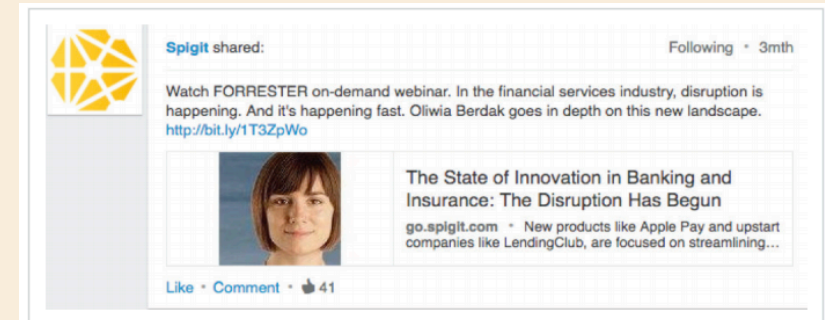 Spigit shared:
Following • 3mth
Watch FORRESTER on-demand webinar. In the financial services industry, disruption is
happening. And it's happening fast. Oliwia Berdak goes in depth on this new landscape.
http://bit.ly/1T3ZpWo
The State of Innovation in Banking and
Insurance: The Disruption Has Begun
go.spigit.com • New products like Apple Pay and upstart
companies like LendingClub, are focused on streamlining...
Like • Comment • 41